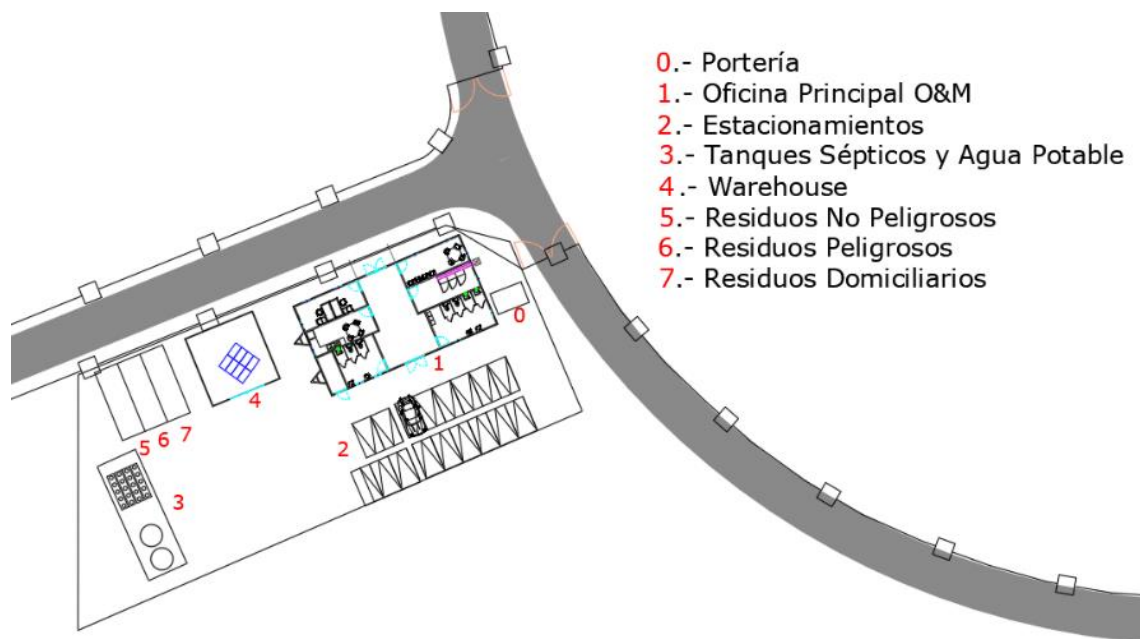 0.- Portería
1.- Oficina Principal O&M
2.- Estacionamientos
3.- Tanques Sépticos y Agua Potable
4.- Warehouse
5.- Residuos No Peligrosos
6.- Residuos Peligrosos
7.- Residuos Domiciliarios
0
1
4
2
7
6
5
3